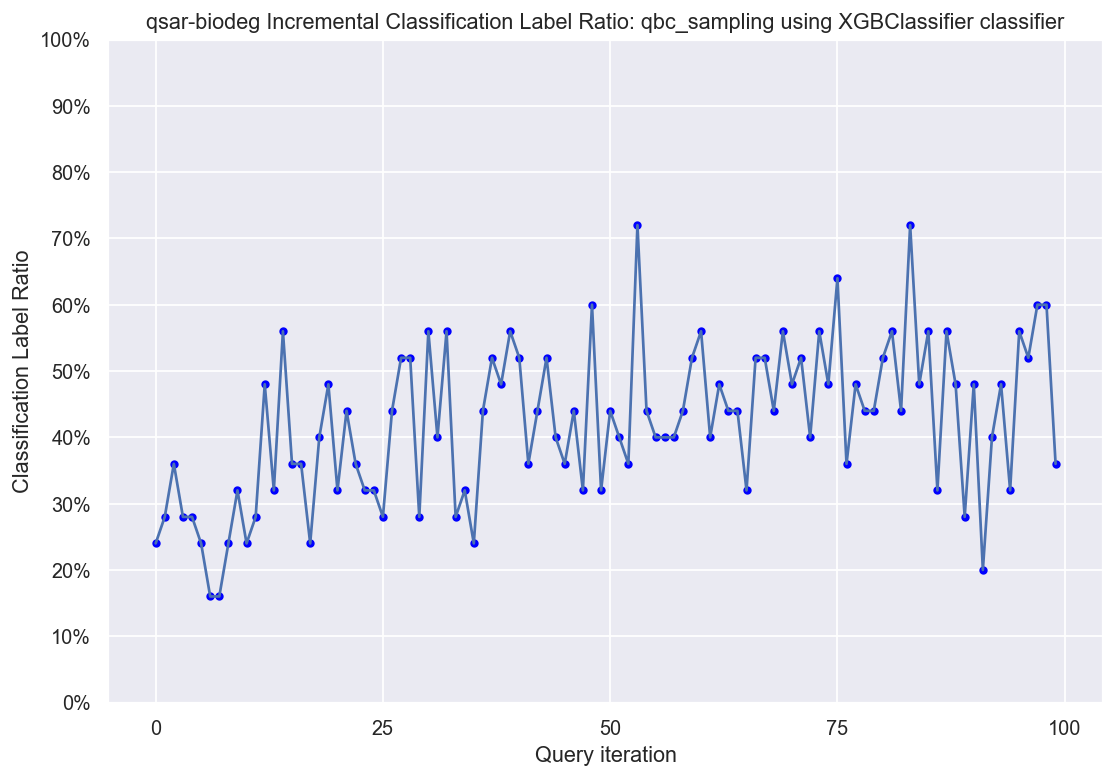 qsar-biodeg Incremental Classification Label Ratio: qbc_sampling using XGBClassifier classifier
100%
90%
80%
70%
60%
50%
40%
30%
20%
10%
0%
Classification Label Ratio
0 25 50 75 100
Query iteration